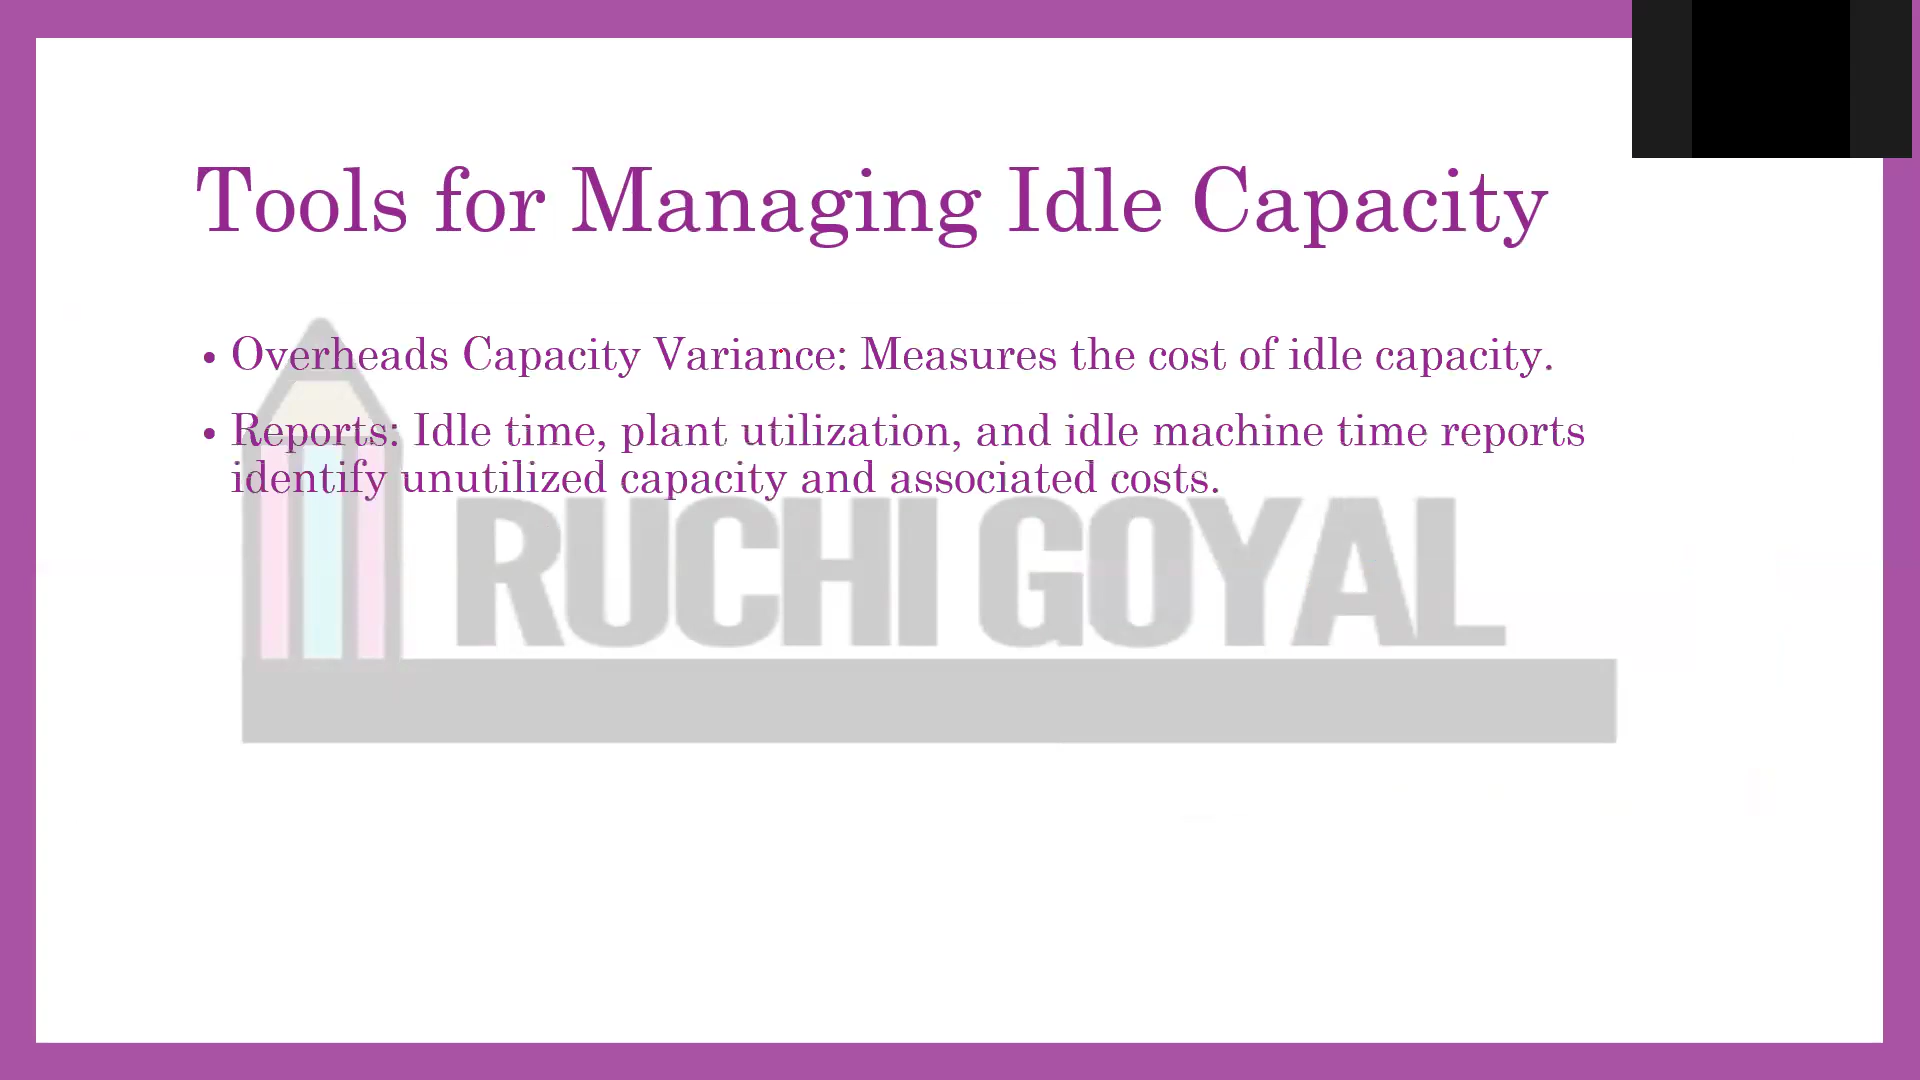 Tools for Managing Idle Capacity
• Overheads Capacity Variance: Measures the cost of idle capacity.
• Reports: Idle time, plant utilization, and idle machine time reports
identify unutilized capacity and associated costs.
RUCHI GOYAL